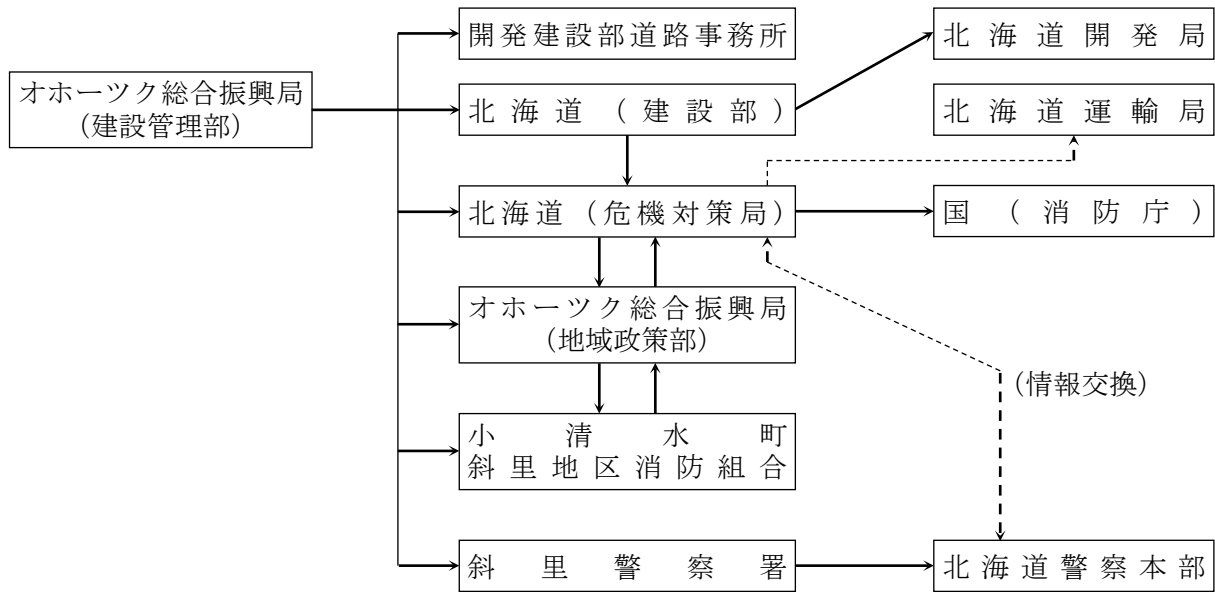 開発建設部道路事務所
北海道開発局
オホーツク総合振興局
（建設管理部）
北海道（建設部）
北海道運輸局
北海道（危機対策局）
国（消防庁）
オホーツク総合振興局
（地域政策部）
（情報交換）
小清水町
斜里地区消防組合
斜里警察署
北海道警察本部